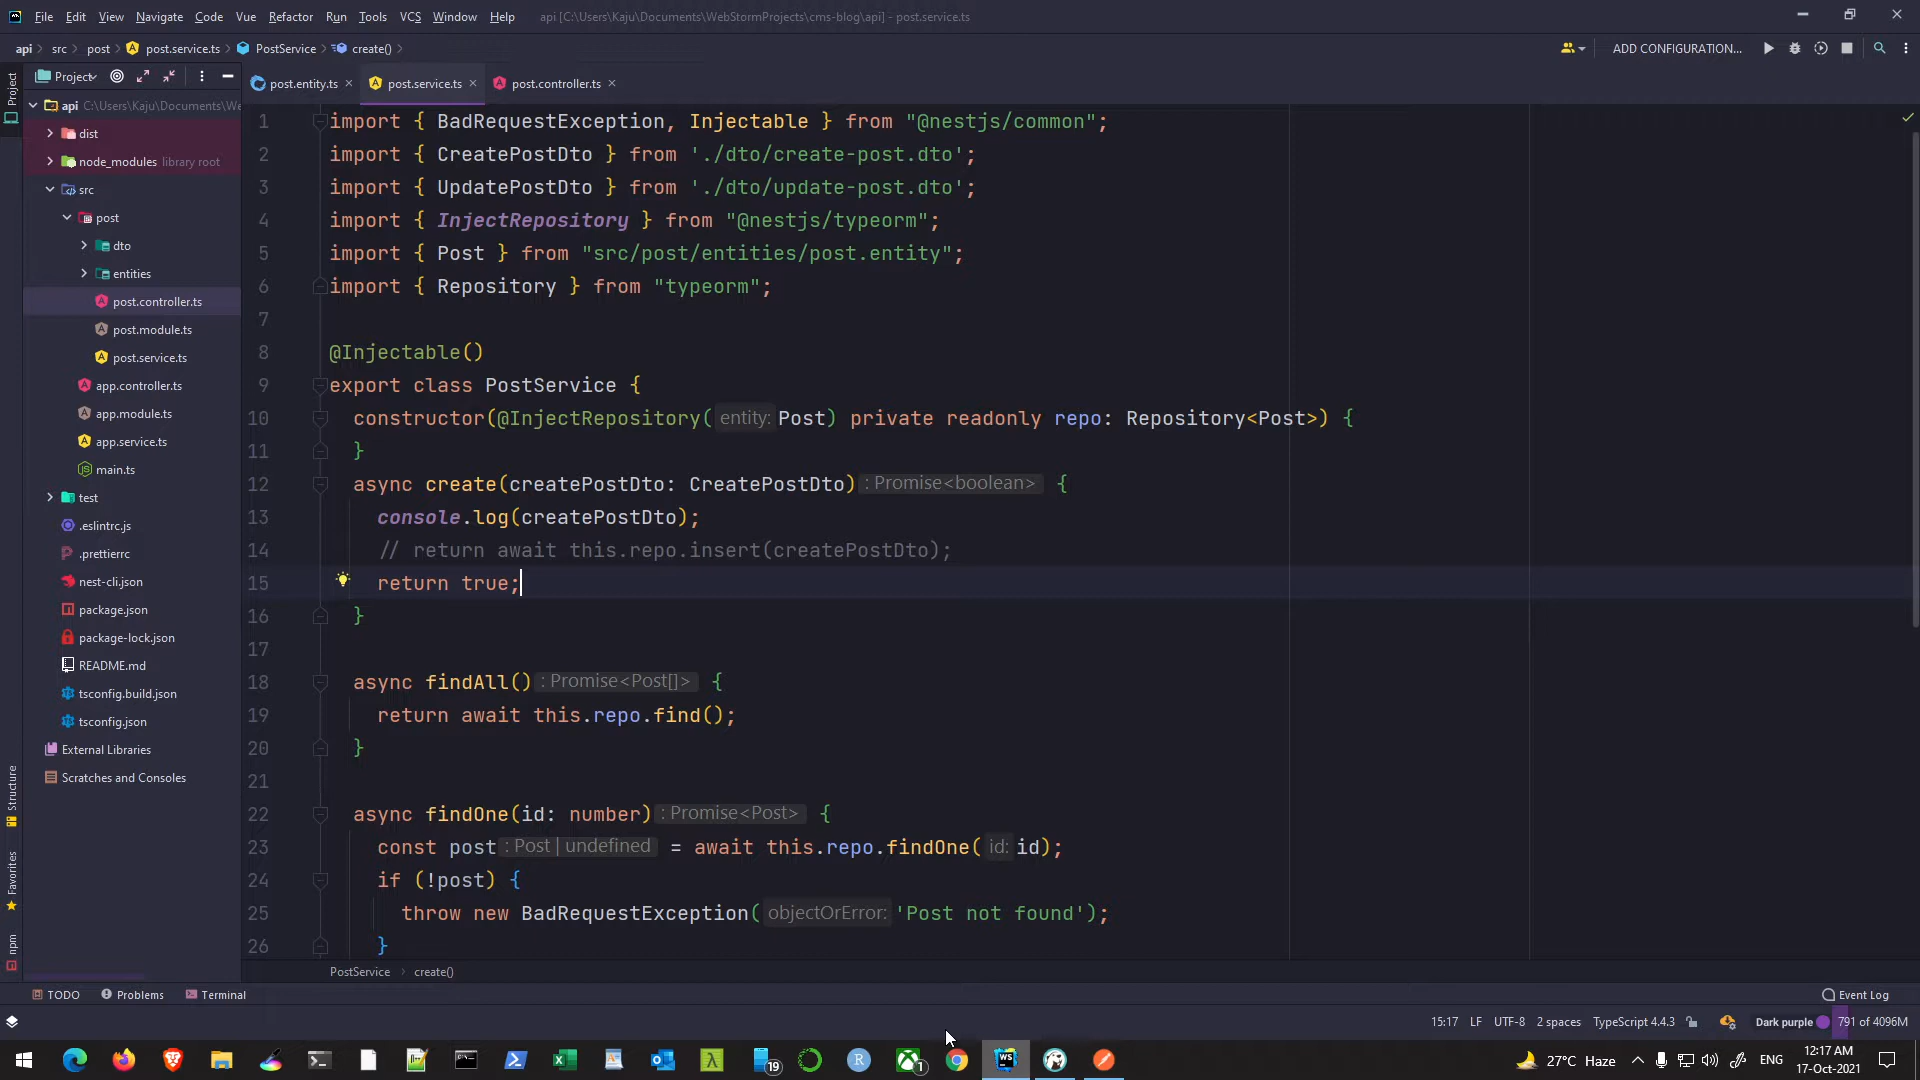 File Edit View Navigate Code Vue Refactor Run Tools VCS Window Help api [C:\Users\Kaju\Documents\WebStormProjects\cms-blog\api] - post.service.ts
api src post post.service.ts PostService create() ADD CONFIGURATION...
Project
Project
post.entity.ts
post.service.ts
post.controller.ts
api C:\Users\Kaju\Documents\We
dist
node_modules library root
src
post
dto
entities
post.controller.ts
post.module.ts
post.service.ts
app.controller.ts
app.module.ts
app.service.ts
main.ts
test
.eslintrc.js
.prettierrc
nest-cli.json
package.json
package-lock.json
README.md
tsconfig.build.json
tsconfig.json
External Libraries
Scratches and Consoles
Structure
Favorites
npm
1 import { BadRequestException, Injectable } from "@nestjs/common";
2 import { CreatePostDto } from './dto/create-post.dto';
3 import { UpdatePostDto } from './dto/update-post.dto';
4 import { InjectRepository } from "@nestjs/typeorm";
5 import { Post } from "src/post/entities/post.entity";
6 import { Repository } from "typeorm";
7
8 @Injectable()
9 export class PostService {
10 constructor(@InjectRepository( entity: Post) private readonly repo: Repository<Post>) {
11 }
12 async create(createPostDto: CreatePostDto) : Promise<boolean> {
13 console.log(createPostDto);
14 // return await this.repo.insert(createPostDto);
15 return true;
16 }
17
18 async findAll() : Promise<Post[]> {
19 return await this.repo.find();
20 }
21
22 async findOne(id: number) : Promise<Post> {
23 const post : Post | undefined = await this.repo.findOne( id: id);
24 if (!post) {
25 throw new BadRequestException( objectOrError: 'Post not found');
26 }
PostService create()
TODO Problems Terminal Event Log
15:17 LF UTF-8 2 spaces TypeScript 4.4.3 Dark purple 791 of 4096M
19 R 1 WS 27°C Haze ENG 12:17 AM
17-Oct-2021